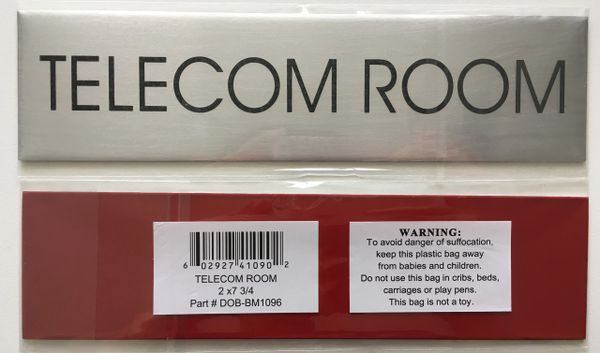 TELECOM ROOM
6 02927 41090 2
TELECOM ROOM
2 x7 3/4
Part # DOB-BM1096
WARNING:
To avoid danger of suffocation,
keep this plastic bag away
from babies and children.
Do not use this bag in cribs, beds,
carriages or play pens.
This bag is not a toy.